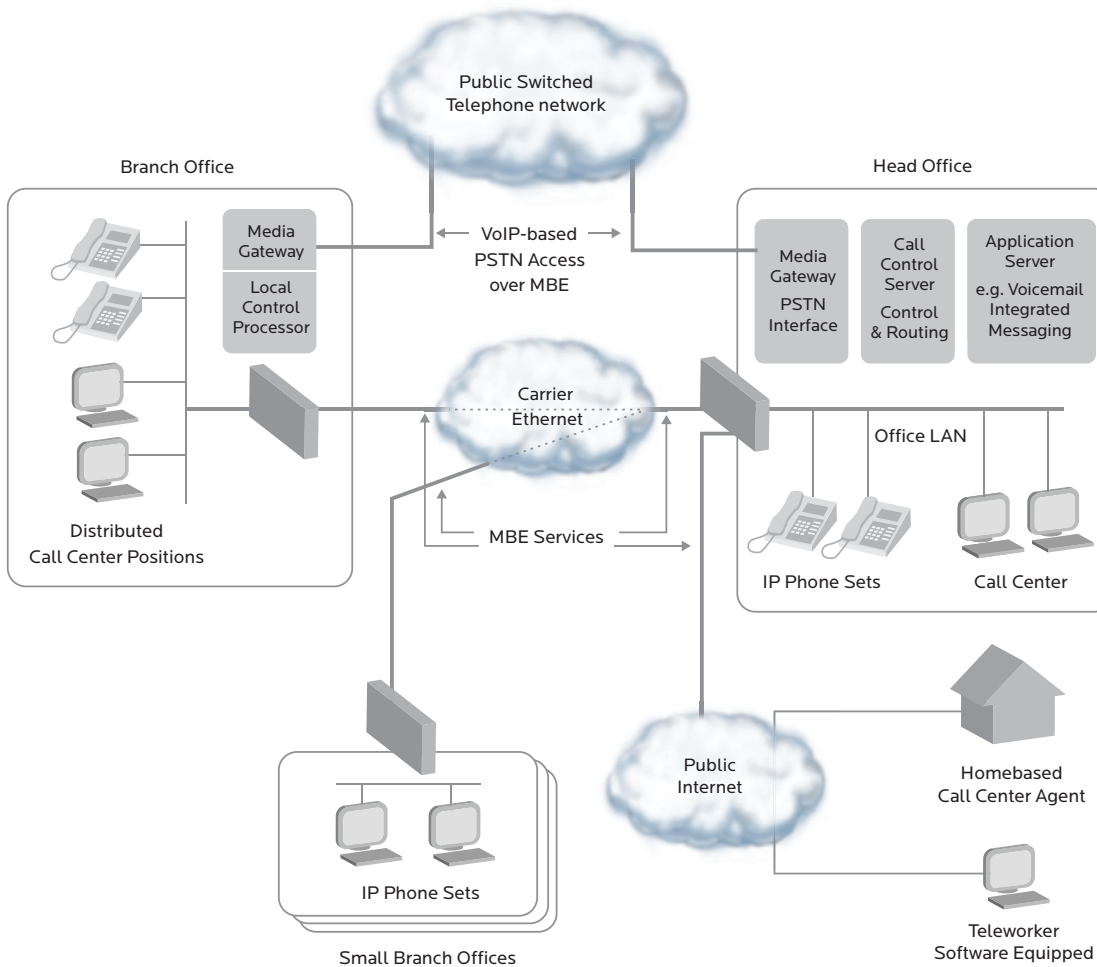 Public Switched
Telephone network
Branch Office
Head Office
Media
Gateway
Local
Control
Processor
VoIP-based
PSTN Access
over MBE
Media
Gateway
PSTN
Interface
Call
Control
Server
Control
& Routing
Application
Server
e.g. Voicemail
Integrated
Messaging
Carrier
Ethernet
Office LAN
Distributed
Call Center Positions
MBE Services
IP Phone Sets
Call Center
Public
Internet
Homebased
Call Center Agent
IP Phone Sets
Small Branch Offices
Teleworker
Software Equipped